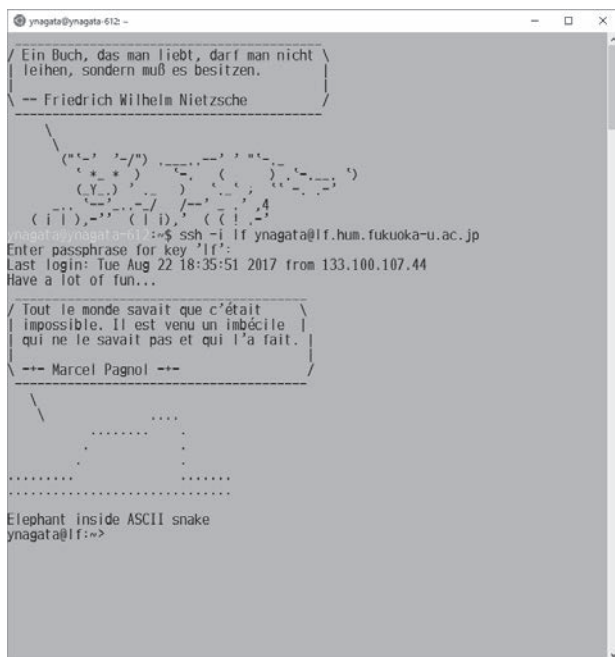 ynagata@ynagata-612: ~
Ein Buch, das man liebt, darf man nicht
leihen, sondern muß es besitzen.
-- Friedrich Wilhelm Nietzsche
ynagata@ynagata-612:~$ ssh -i lf ynagata@lf.hum.fukuoka-u.ac.jp
Enter passphrase for key 'lf':
Last login: Tue Aug 22 18:35:51 2017 from 133.100.107.44
Have a lot of fun...
Tout le monde savait que c'était
impossible. Il est venu un imbécile
qui ne le savait pas et qui l'a fait.
-+- Marcel Pagnol -+-
Elephant inside ASCII snake
ynagata@lf:~>